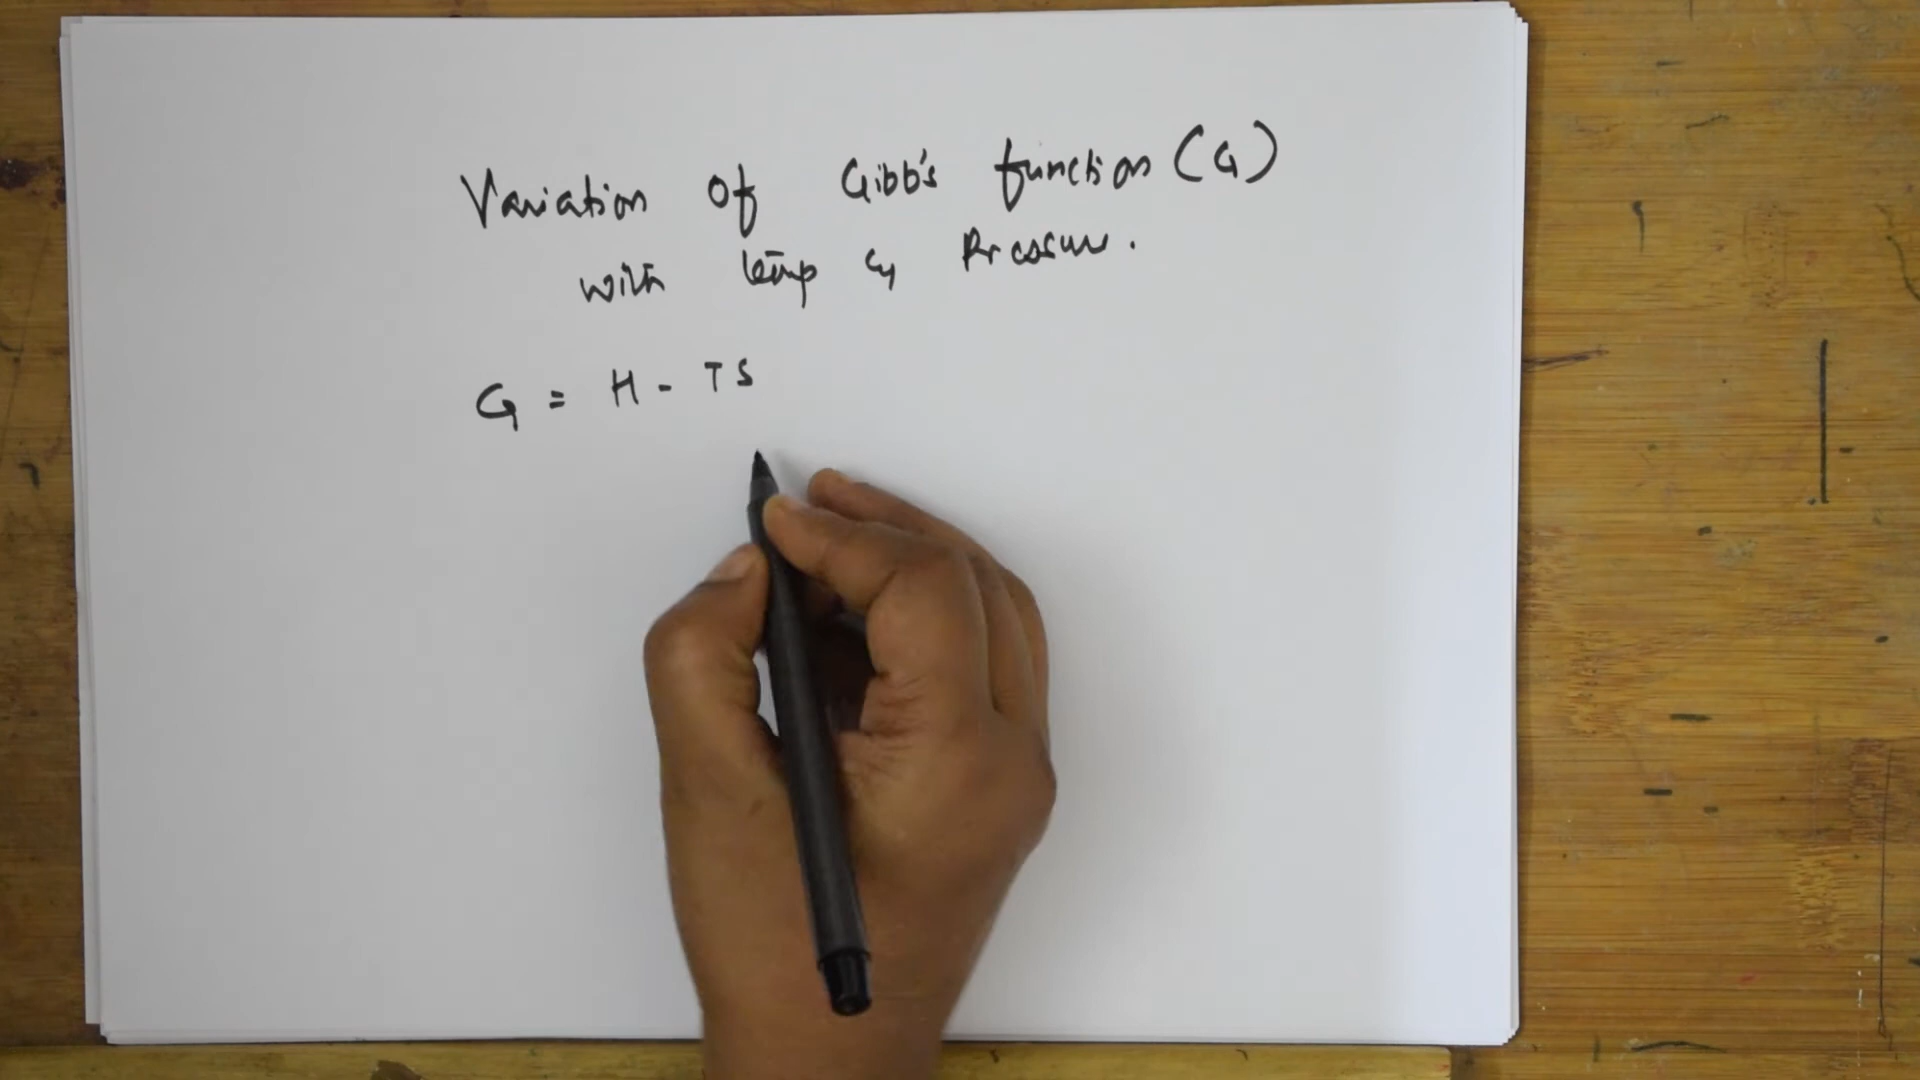 Variation of Gibb's function (G)
with temp & Pressure.
G = H - TS